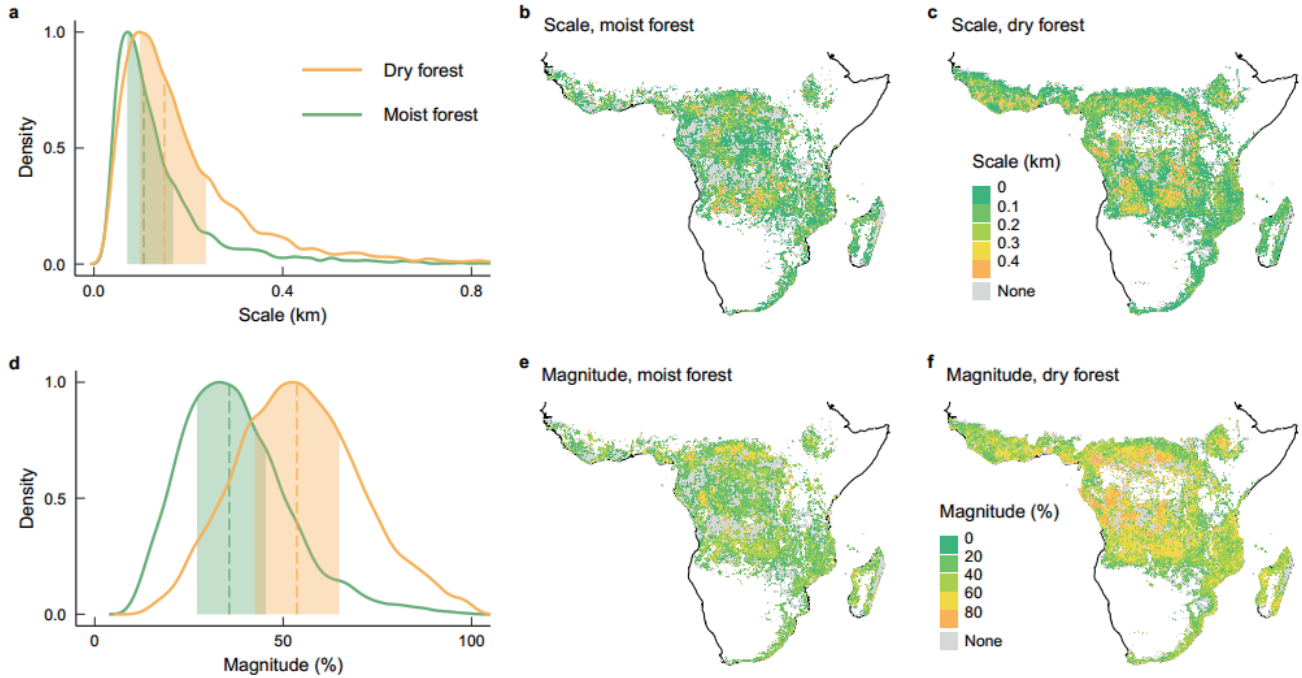 a
1.0
0.5
0.0
Density
0.0
0.4
0.8
Scale (km)
Dry forest
Moist forest
b
Scale, moist forest
c
Scale, dry forest
Scale (km)
0
0.1
0.2
0.3
0.4
None
d
1.0
0.5
0.0
Density
0
50
100
Magnitude (%)
e
Magnitude, moist forest
f
Magnitude, dry forest
Magnitude (%)
0
20
40
60
80
None